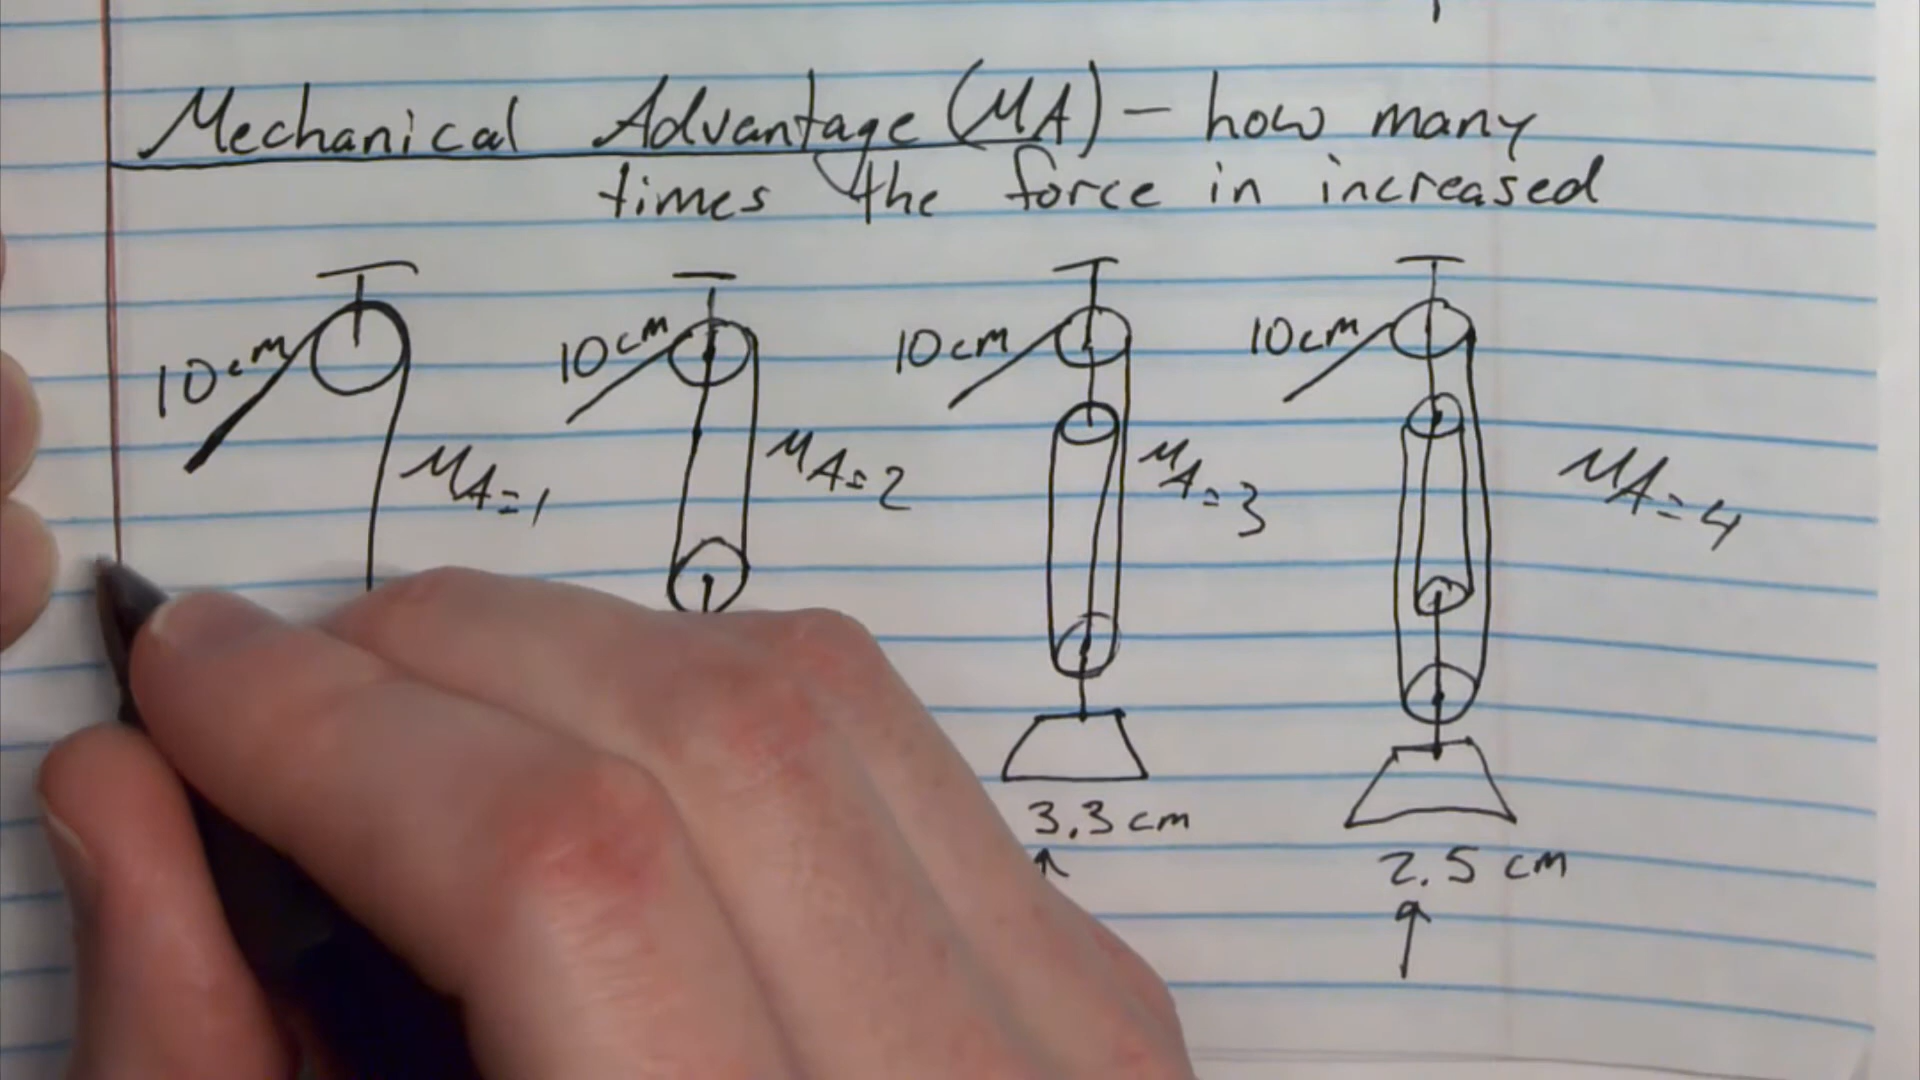 Mechanical Advantage (MA) – how many
times the force in increased
10cm
10cm
10cm
10cm
MA=1
MA=2
MA=3
MA=4
3.3 cm
2.5 cm